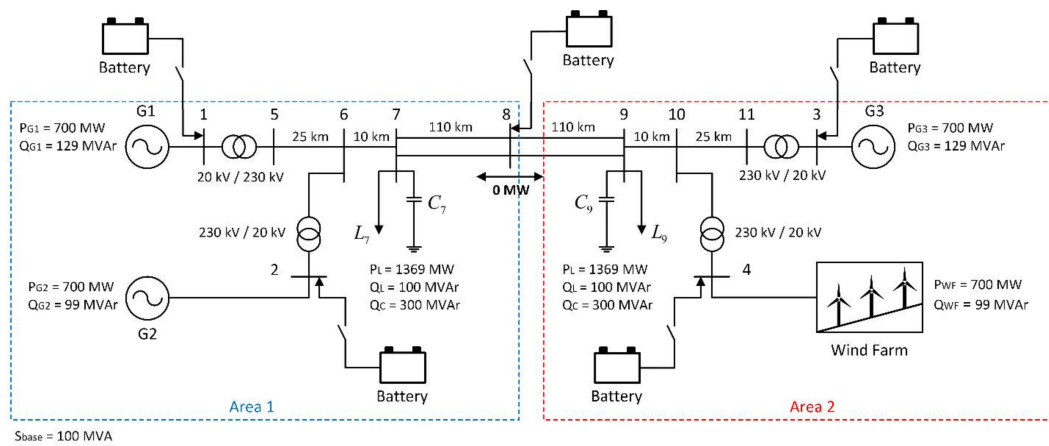 Battery
Battery
Battery
G1
PG1 = 700 MW
QG1 = 129 MVAr
1
5
25 km
6
10 km
7
110 km
8
110 km
9
10 km
10
25 km
11
3
G3
PG3 = 700 MW
QG3 = 129 MVAr
20 kV / 230 kV
230 kV / 20 kV
0 MW
C7
L7
C9
L9
230 kV / 20 kV
230 kV / 20 kV
2
4
PG2 = 700 MW
QG2 = 99 MVAr
G2
PL = 1369 MW
QL = 100 MVAr
QC = 300 MVAr
PL = 1369 MW
QL = 100 MVAr
QC = 300 MVAr
PWF = 700 MW
QWF = 99 MVAr
Wind Farm
Battery
Battery
Area 1
Area 2
Sbase = 100 MVA